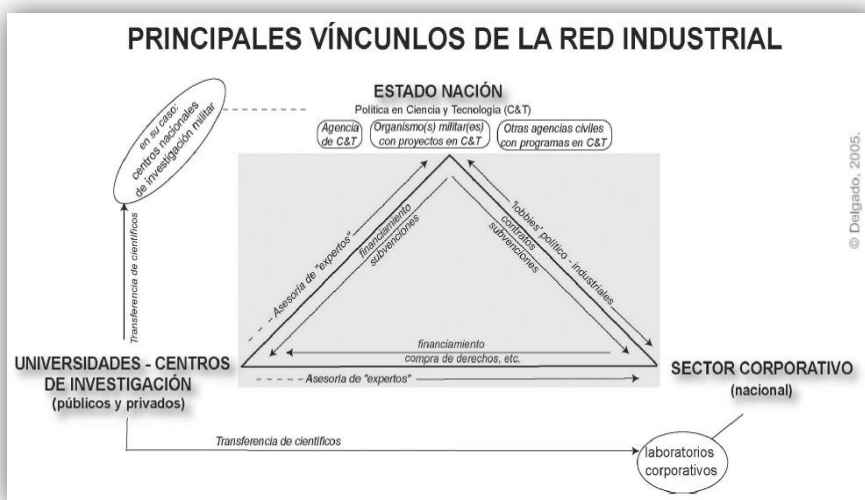 PRINCIPALES VÍNCUNLOS DE LA RED INDUSTRIAL
ESTADO NACIÓN
Política en Ciencia y Tecnología (C&T)
Agencia
de C&T
Organismo(s) militar(es)
con proyectos en C&T
Otras agencias civiles
con programas en C&T
en su caso:
centros nacionales
de investigación militar
© Delgado, 2005.
Transferencia de científicos
Asesoría de "expertos"
financiamiento
subvenciones
'lobbies' político - industriales
contratos
subvenciones
financiamiento
compra de derechos, etc.
Asesoría de "expertos"
UNIVERSIDADES - CENTROS
DE INVESTIGACIÓN
(públicos y privados)
SECTOR CORPORATIVO
(nacional)
Transferencia de científicos
laboratorios
corporativos